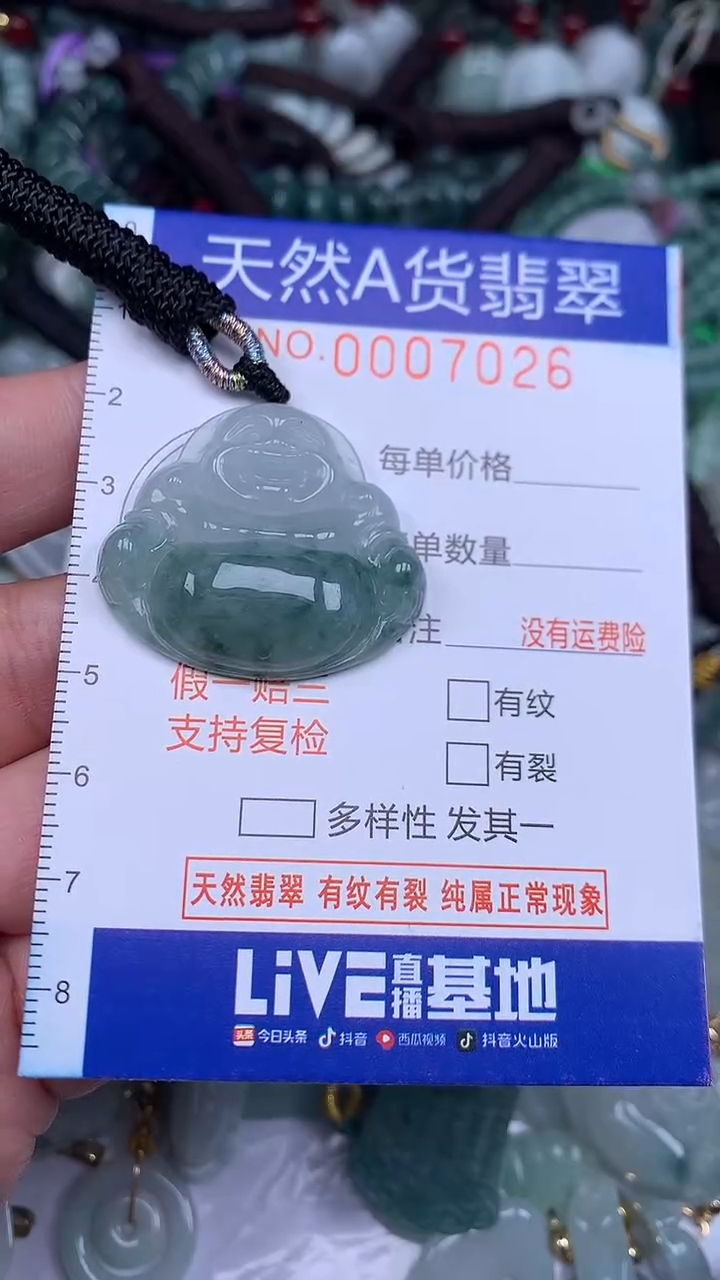 天然A货翡翠
NO.0007026
2
每单价格
3
单数量
注 没有运费险
5
假一赔三
有纹
支持复检
6
有裂
多样性 发其一
7
天然翡翠 有纹有裂 纯属正常现象
8
LiVE直播基地
头条 今日头条 抖音 西瓜视频 抖音火山版